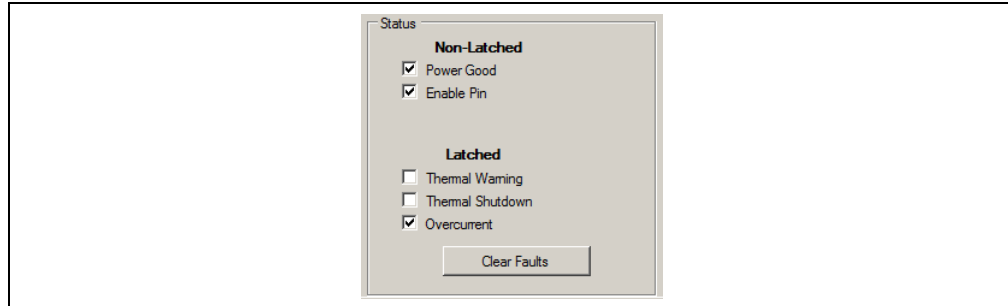 Status
Non-Latched
Power Good
Enable Pin
Latched
Thermal Warning
Thermal Shutdown
Overcurrent
Clear Faults